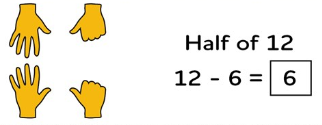 Half of 12
12 - 6 = 6